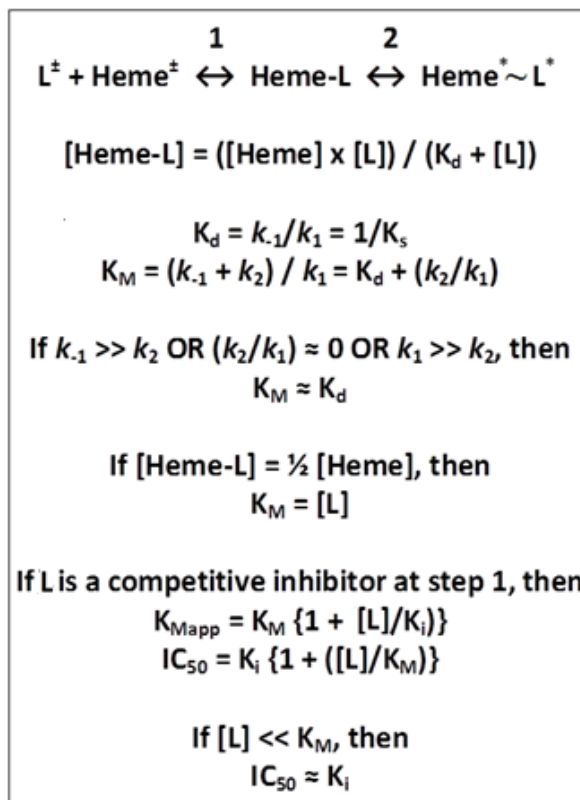 1 2
L± + Heme± ↔ Heme-L ↔ Heme*~L*
[Heme-L] = ([Heme] x [L]) / (Kd + [L])
Kd = k-1/k1 = 1/Ks
KM = (k-1 + k2) / k1 = Kd + (k2/k1)
If k-1 >> k2 OR (k2/k1) ≈ 0 OR k1 >> k2, then
KM ≈ Kd
If [Heme-L] = ½ [Heme], then
KM = [L]
If L is a competitive inhibitor at step 1, then
KMapp = KM {1 + [L]/Ki)}
IC50 = Ki {1 + ([L]/KM)}
If [L] << KM, then
IC50 ≈ Ki